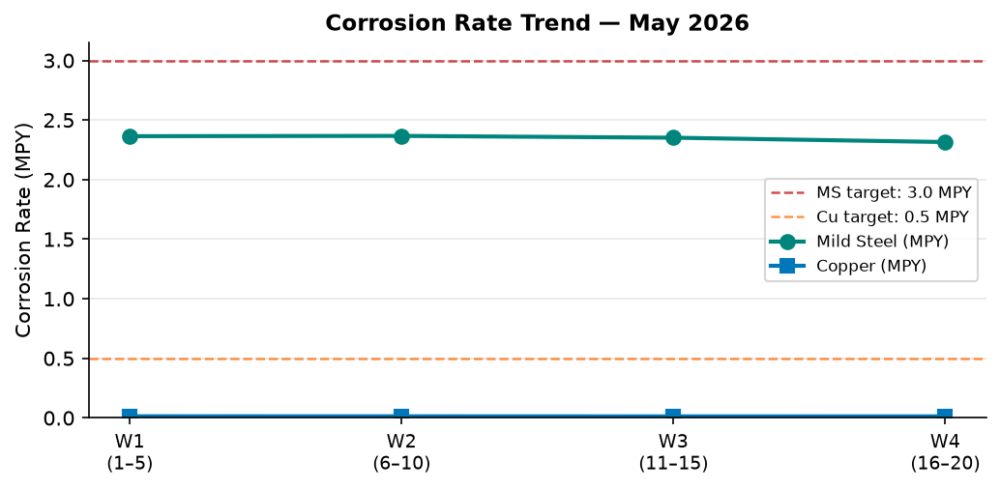 Corrosion Rate Trend — May 2026
Corrosion Rate (MPY)
3.0
2.5
2.0
1.5
1.0
0.5
0.0
MS target: 3.0 MPY
Cu target: 0.5 MPY
Mild Steel (MPY)
Copper (MPY)
W1
(1–5)
W2
(6–10)
W3
(11–15)
W4
(16–20)